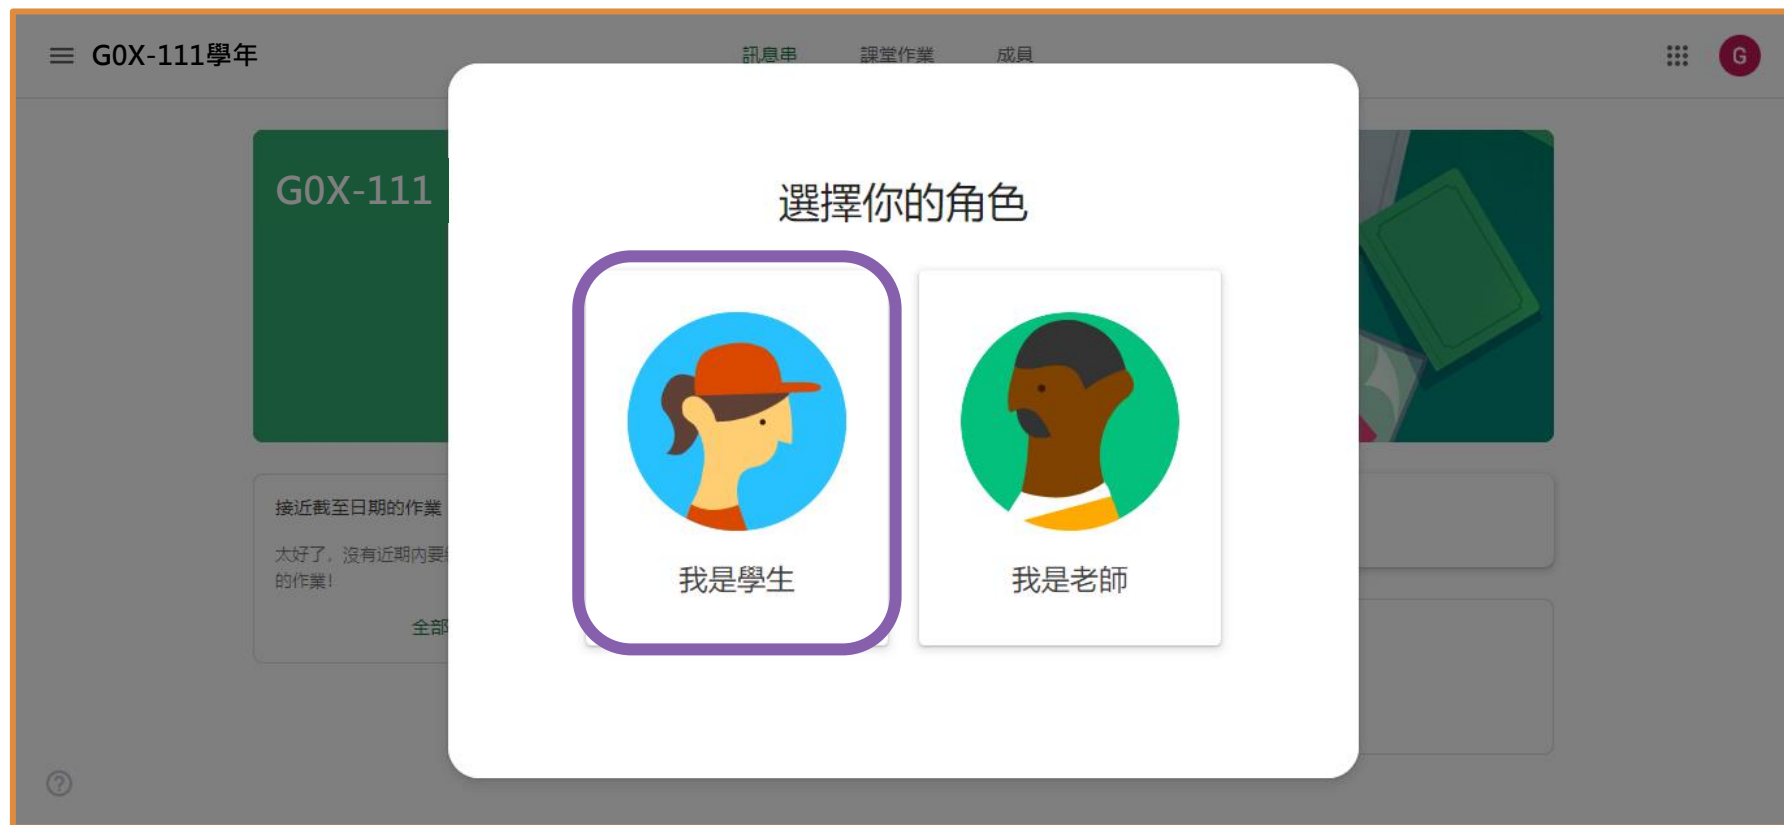 G0X-111學年
訊息串 課堂作業 成員
G
G0X-111
選擇你的角色
我是學生 我是老師
接近截至日期的作業
太好了，沒有近期內要
的作業!
全部
?